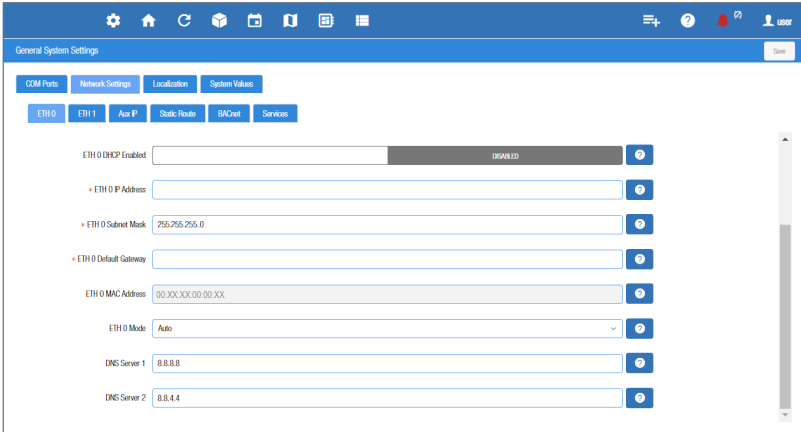 (7)
user
General System Settings
Save
COM Ports Network Settings Localization System Values
ETH 0 ETH 1 Aux IP Static Route BACnet Services
ETH 0 DHCP Enabled DISABLED
* ETH 0 IP Address
* ETH 0 Subnet Mask 255.255.255.0
* ETH 0 Default Gateway
ETH 0 MAC Address 00:XX:XX:00:00:XX
ETH 0 Mode Auto
DNS Server 1 8.8.8.8
DNS Server 2 8.8.4.4